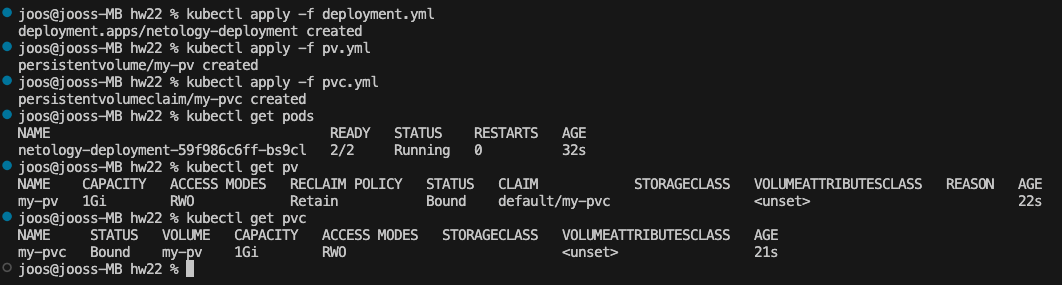 joos@jooss-MB hw22 % kubectl apply -f deployment.yml
deployment.apps/netology-deployment created
joos@jooss-MB hw22 % kubectl apply -f pv.yml
persistentvolume/my-pv created
joos@jooss-MB hw22 % kubectl apply -f pvc.yml
persistentvolumeclaim/my-pvc created
joos@jooss-MB hw22 % kubectl get pods
NAME READY STATUS RESTARTS AGE
netology-deployment-59f986c6ff-bs9cl 2/2 Running 0 32s
joos@jooss-MB hw22 % kubectl get pv
NAME CAPACITY ACCESS MODES RECLAIM POLICY STATUS CLAIM STORAGECLASS VOLUMEATTRIBUTESCLASS REASON AGE
my-pv 1Gi RWO Retain Bound default/my-pvc <unset> 22s
joos@jooss-MB hw22 % kubectl get pvc
NAME STATUS VOLUME CAPACITY ACCESS MODES STORAGECLASS VOLUMEATTRIBUTESCLASS AGE
my-pvc Bound my-pv 1Gi RWO <unset> 21s
joos@jooss-MB hw22 %